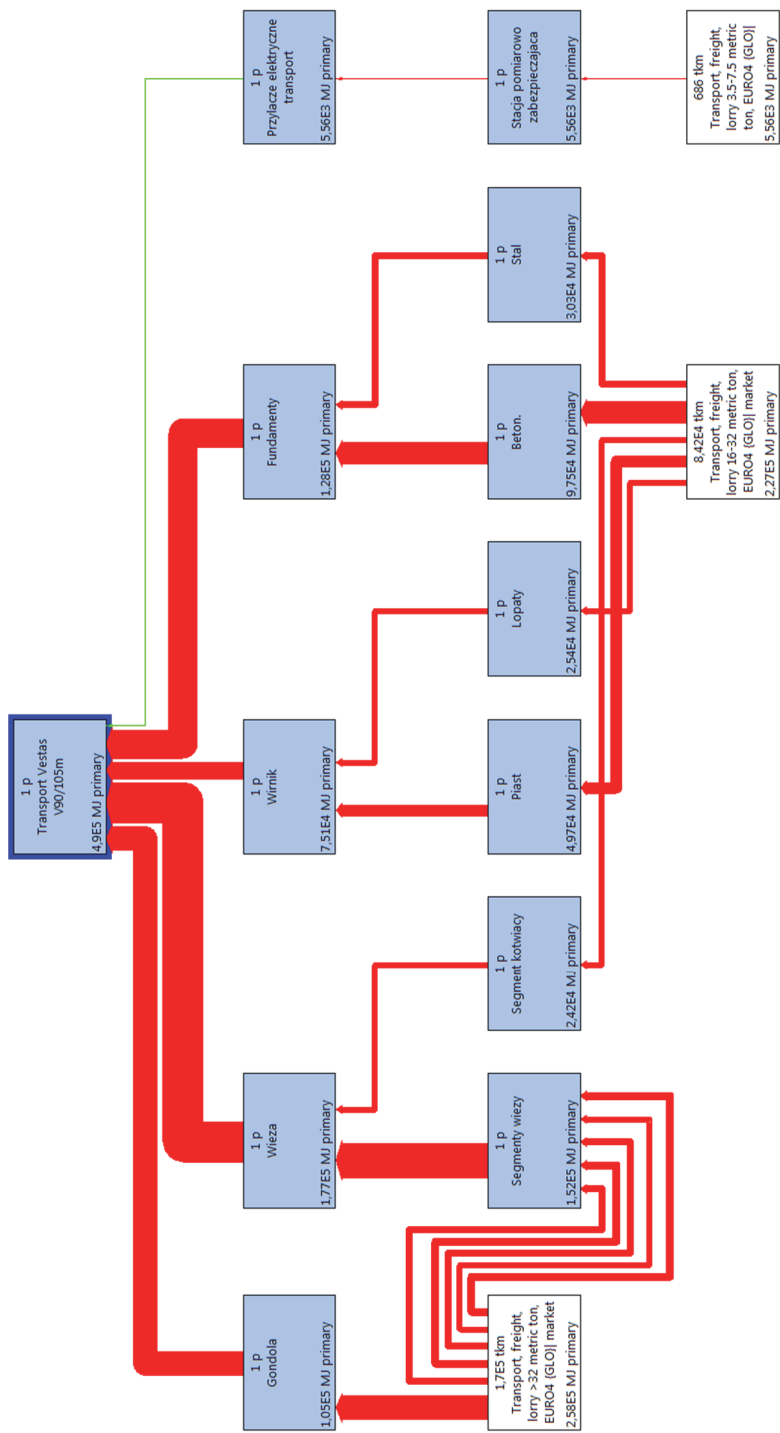 1 p
Transport Vestas
V90/105m
4,9E5 MJ primary
1 p
Gondola
1,05E5 MJ primary
1 p
Wieza
1,77E5 MJ primary
1 p
Wirnik
7,51E4 MJ primary
1 p
Fundamenty
1,28E5 MJ primary
1 p
Przylacze elektryczne
transport
5,56E3 MJ primary
1,7E5 tkm
Transport, freight,
lorry >32 metric ton,
EURO4 {GLO}| market
2,58E5 MJ primary
1 p
Segmenty wiezy
1,52E5 MJ primary
1 p
Segment kotwiacy
2,42E4 MJ primary
1 p
Piast
4,97E4 MJ primary
1 p
Lopaty
2,54E4 MJ primary
1 p
Beton.
9,75E4 MJ primary
1 p
Stal
3,03E4 MJ primary
1 p
Stacja pomiarowo
zabezpieczajaca
5,56E3 MJ primary
8,42E4 tkm
Transport, freight,
lorry 16-32 metric ton,
EURO4 {GLO}| market
2,27E5 MJ primary
686 tkm
Transport, freight,
lorry 3.5-7.5 metric
ton, EURO4 {GLO}|
5,56E3 MJ primary